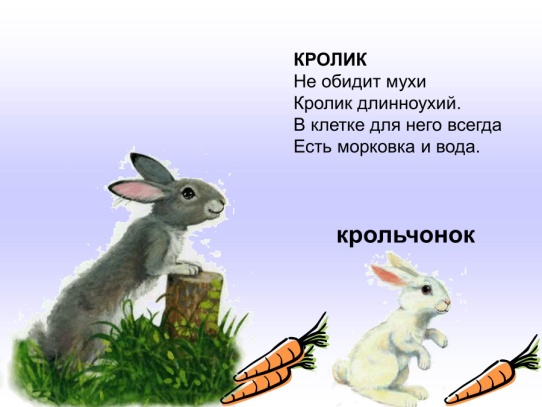 КРОЛИК
Не обидит мухи
Кролик длинноухий.
В клетке для него всегда
Есть морковка и вода.
крольчонок